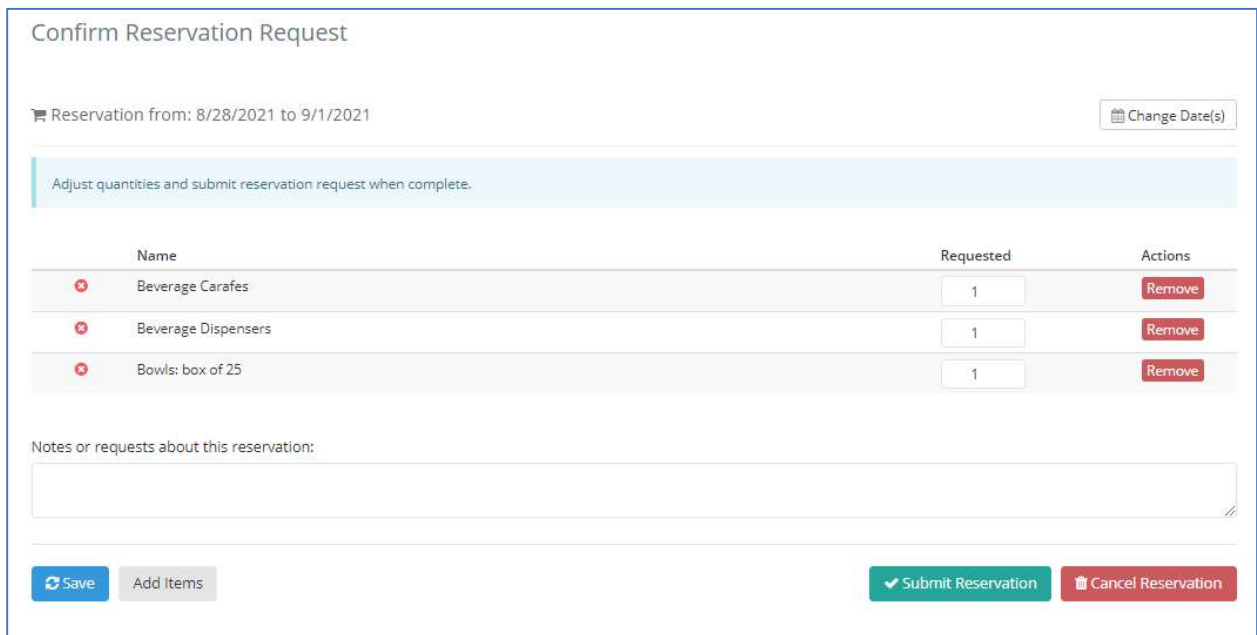 Confirm Reservation Request
Reservation from: 8/28/2021 to 9/1/2021
Change Date(s)
Adjust quantities and submit reservation request when complete.
Name Requested Actions
Beverage Carafes 1 Remove
Beverage Dispensers 1 Remove
Bowls: box of 25 1 Remove
Notes or requests about this reservation:
Save Add Items Submit Reservation Cancel Reservation